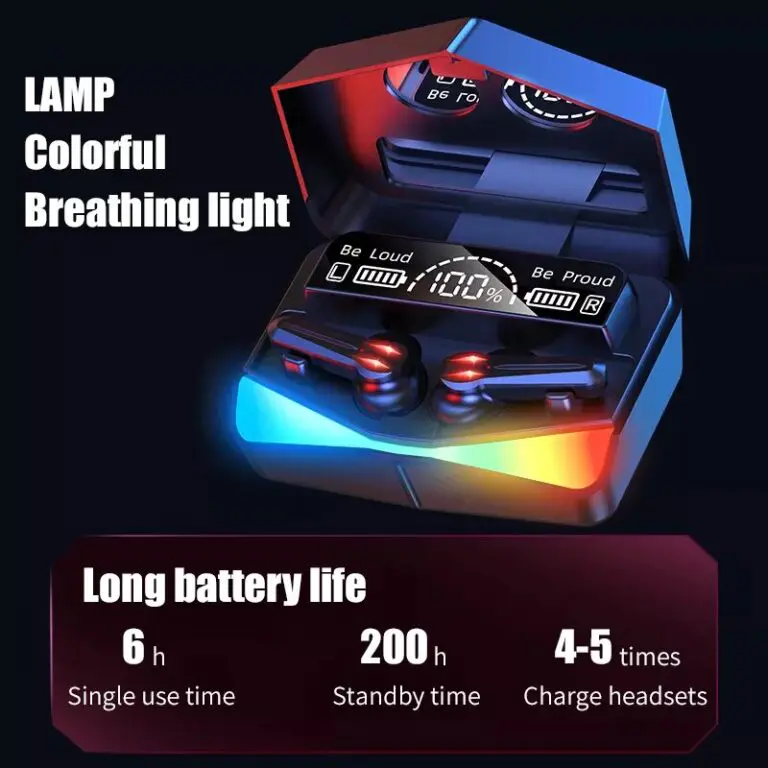 LAMP
Colorful
Breathing light
Be Loud
Be Proud
L
100%
R
Long battery life
6 h
200 h
4-5 times
Single use time
Standby time
Charge headsets